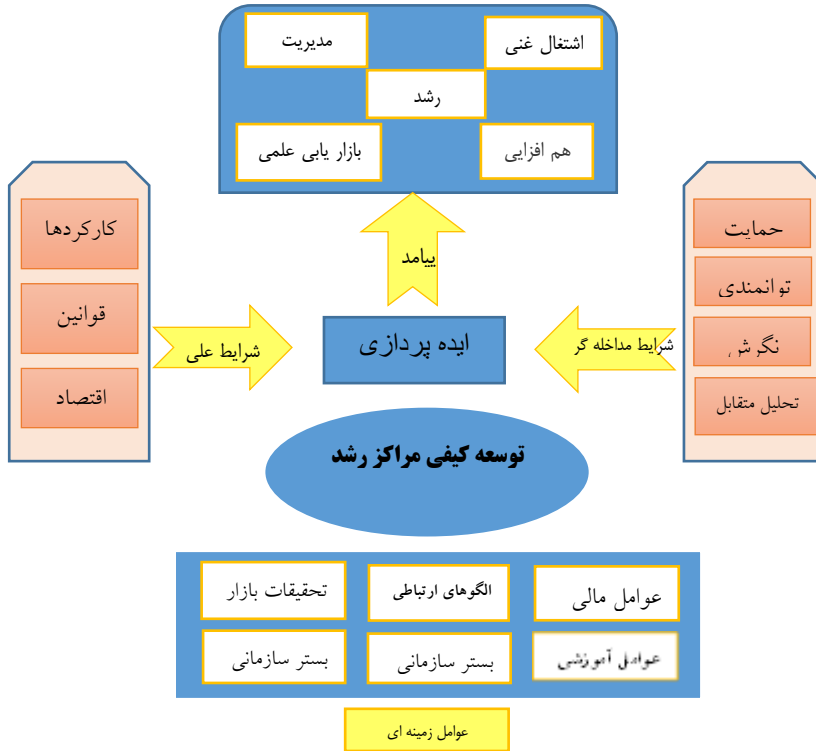 اشتغال غنی
مدیریت
رشد
هم افزایی
بازار یابی علمی
پیامد
حمایت
توانمندی
نگرش
تحلیل متقابل
شرایط مداخله گر
ایده پردازی
شرایط علی
کارکردها
قوانین
اقتصاد
توسعه کیفی مراکز رشد
عوامل مالی
الگوهای ارتباطی
تحقیقات بازار
عوامل آموزشی
بستر سازمانی
بستر سازمانی
عوامل زمینه ای